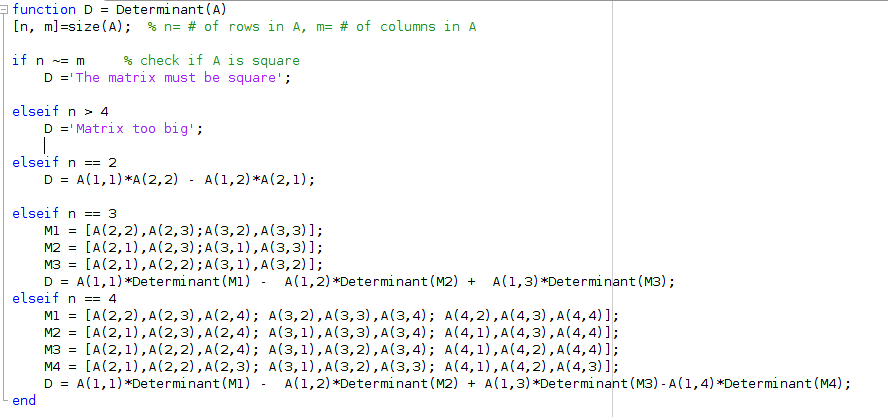 function D = Determinant(A)
[n, m]=size(A);  % n= # of rows in A, m= # of columns in A
if n ~= m     % check if A is square
    D ='The matrix must be square';
elseif n > 4
    D ='Matrix too big';
elseif n == 2
    D = A(1,1)*A(2,2) - A(1,2)*A(2,1);
elseif n == 3
    M1 = [A(2,2),A(2,3);A(3,2),A(3,3)];
    M2 = [A(2,1),A(2,3);A(3,1),A(3,3)];
    M3 = [A(2,1),A(2,2);A(3,1),A(3,2)];
    D = A(1,1)*Determinant(M1) -  A(1,2)*Determinant(M2) +  A(1,3)*Determinant(M3);
elseif n == 4
    M1 = [A(2,2),A(2,3),A(2,4); A(3,2),A(3,3),A(3,4); A(4,2),A(4,3),A(4,4)];
    M2 = [A(2,1),A(2,3),A(2,4); A(3,1),A(3,3),A(3,4); A(4,1),A(4,3),A(4,4)];
    M3 = [A(2,1),A(2,2),A(2,4); A(3,1),A(3,2),A(3,4); A(4,1),A(4,2),A(4,4)];
    M4 = [A(2,1),A(2,2),A(2,3); A(3,1),A(3,2),A(3,3); A(4,1),A(4,2),A(4,3)];
    D = A(1,1)*Determinant(M1) -  A(1,2)*Determinant(M2) + A(1,3)*Determinant(M3)-A(1,4)*Determinant(M4);
end